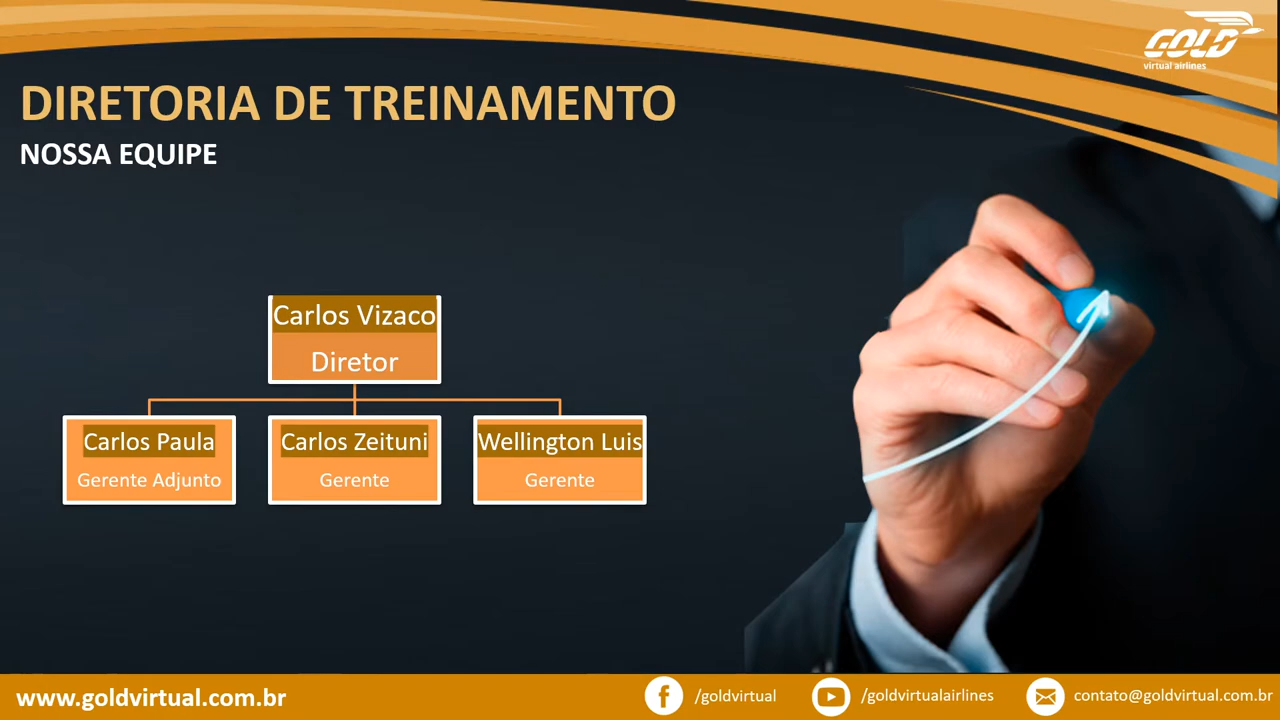 GOLD
virtual airlines
DIRETORIA DE TREINAMENTO
NOSSA EQUIPE
Carlos Vizaco
Diretor
Carlos Paula
Gerente Adjunto
Carlos Zeituni
Gerente
Wellington Luis
Gerente
www.goldvirtual.com.br
/goldvirtual
/goldvirtualairlines
contato@goldvirtual.com.br